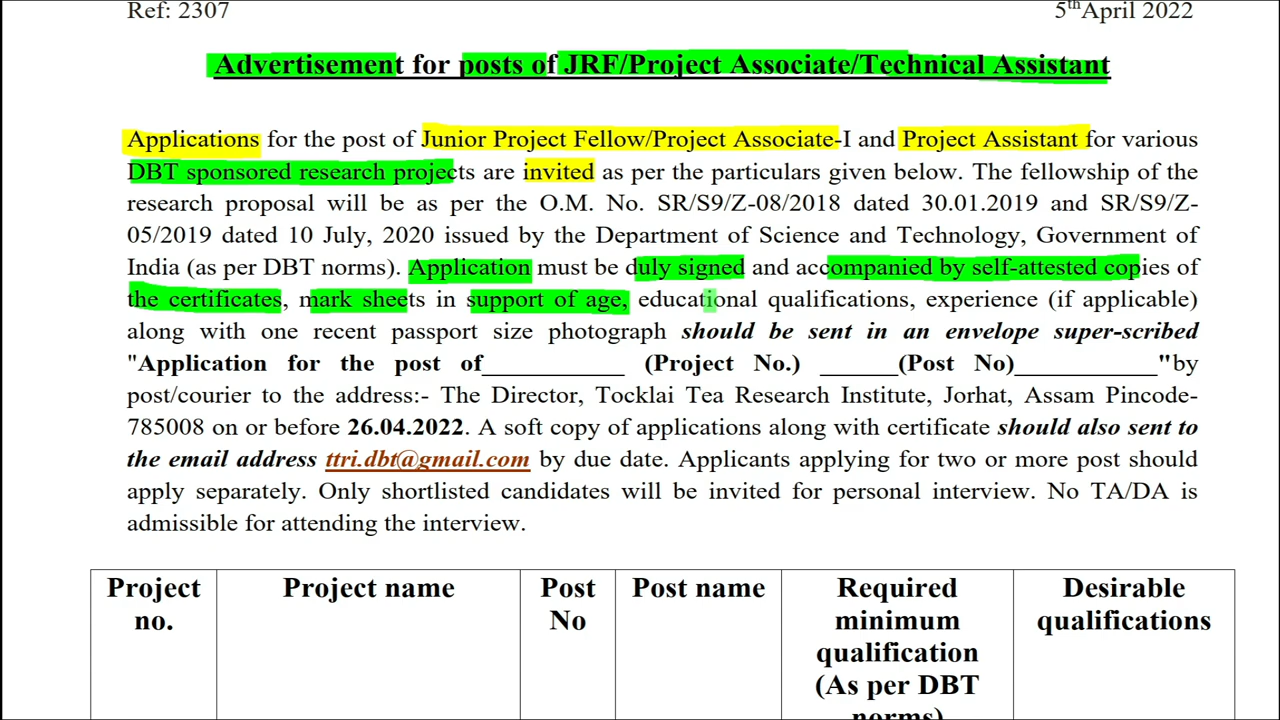 Ref: 2307 5thApril 2022
Advertisement for posts of JRF/Project Associate/Technical Assistant
Applications for the post of Junior Project Fellow/Project Associate-I and Project Assistant for various
DBT sponsored research projects are invited as per the particulars given below. The fellowship of the
research proposal will be as per the O.M. No. SR/S9/Z-08/2018 dated 30.01.2019 and SR/S9/Z-
05/2019 dated 10 July, 2020 issued by the Department of Science and Technology, Government of
India (as per DBT norms). Application must be duly signed and accompanied by self-attested copies of
the certificates, mark sheets in support of age, educational qualifications, experience (if applicable)
along with one recent passport size photograph should be sent in an envelope super-scribed
"Application for the post of___________ (Project No.) ______(Post No)___________"by
post/courier to the address:- The Director, Tocklai Tea Research Institute, Jorhat, Assam Pincode-
785008 on or before 26.04.2022. A soft copy of applications along with certificate should also sent to
the email address ttri.dbt@gmail.com by due date. Applicants applying for two or more post should
apply separately. Only shortlisted candidates will be invited for personal interview. No TA/DA is
admissible for attending the interview.
Project Project name Post Post name Required Desirable
no. No minimum qualifications
qualification
(As per DBT
norms)